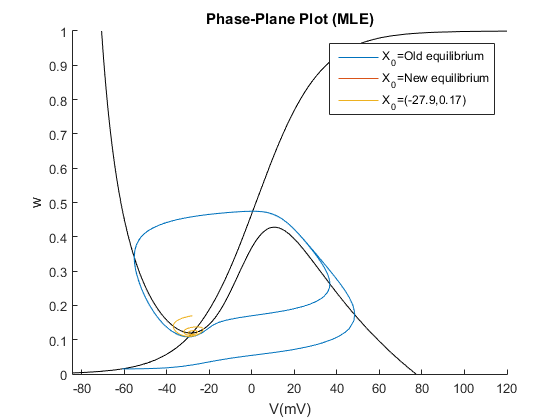 Phase-Plane Plot (MLE)
X0=Old equilibrium
X0=New equilibrium
X0=(-27.9,0.17)
1
0.9
0.8
0.7
0.6
0.5
0.4
0.3
0.2
0.1
0
w
-80 -60 -40 -20 0 20 40 60 80 100 120
V(mV)